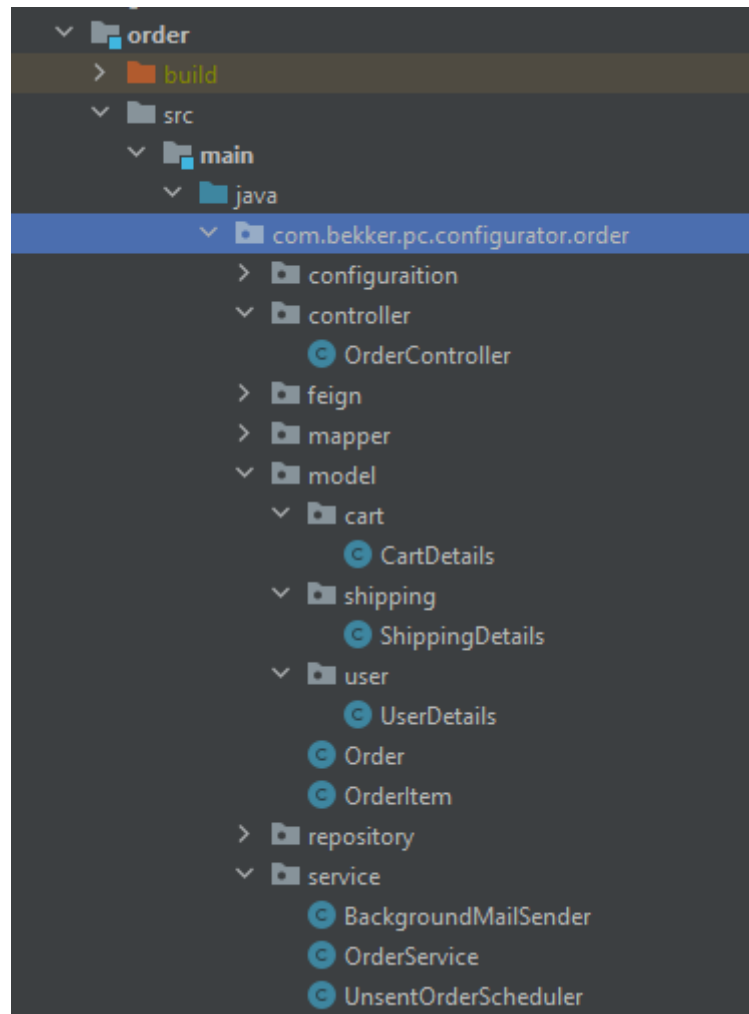 order
build
src
main
java
com.bekker.pc.configurator.order
configuraition
controller
OrderController
feign
mapper
model
cart
CartDetails
shipping
ShippingDetails
user
UserDetails
Order
OrderItem
repository
service
BackgroundMailSender
OrderService
UnsentOrderScheduler